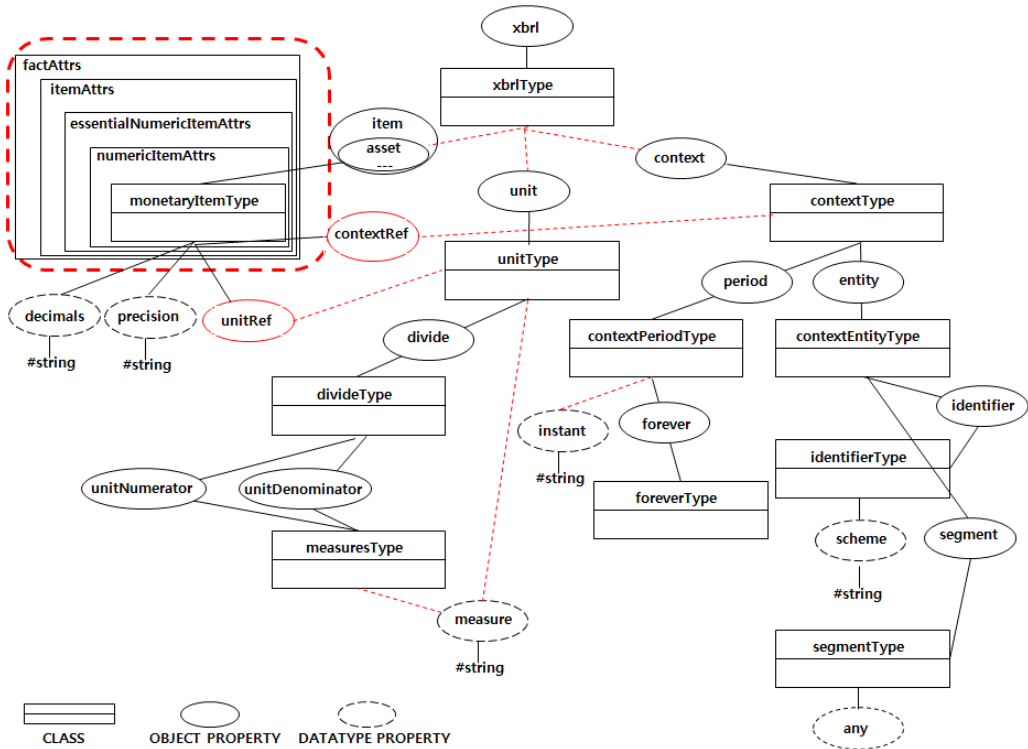 xbrl
factAttrs
xbrlType
itemAttrs
essentialNumericItemAttrs
item
asset
---
numericItemAttrs
context
monetaryItemType
unit
contextType
contextRef
unitType
period
entity
decimals
precision
unitRef
#string
#string
divide
contextPeriodType
contextEntityType
divideType
identifier
instant
forever
identifierType
#string
unitNumerator
unitDenominator
foreverType
measuresType
scheme
segment
#string
measure
#string
segmentType
any
CLASS
OBJECT PROPERTY
DATATYPE PROPERTY